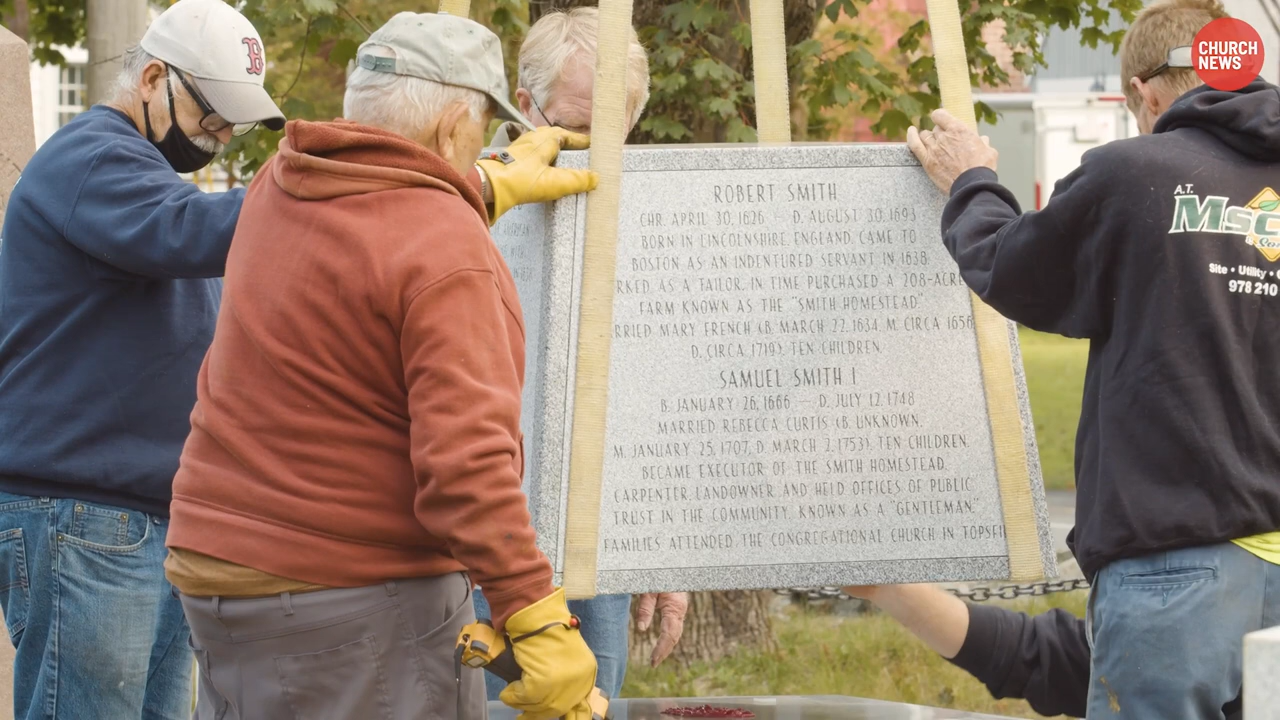 CHURCH
NEWS
B
ROBERT SMITH
CHR. APRIL 30, 1626 — D. AUGUST 30, 1693
BORN IN LINCOLNSHIRE, ENGLAND, CAME TO
BOSTON AS AN INDENTURED SERVANT IN 1638.
RKED AS A TAILOR, IN TIME PURCHASED A 208-ACRE
FARM KNOWN AS THE "SMITH HOMESTEAD"
RRIED MARY FRENCH (B. MARCH 22, 1634, M. CIRCA 1656
D. CIRCA 1719), TEN CHILDREN.
SAMUEL SMITH I
B. JANUARY 26, 1666 — D. JULY 12, 1748
MARRIED REBECCA CURTIS (B. UNKNOWN,
M. JANUARY 25, 1707, D. MARCH 2, 1753), TEN CHILDREN.
BECAME EXECUTOR OF THE SMITH HOMESTEAD.
CARPENTER, LANDOWNER, AND HELD OFFICES OF PUBLIC
TRUST IN THE COMMUNITY, KNOWN AS A "GENTLEMAN."
FAMILIES ATTENDED THE CONGREGATIONAL CHURCH IN TOPSFI
A.T.
MsC
Site • Utility •
978 210